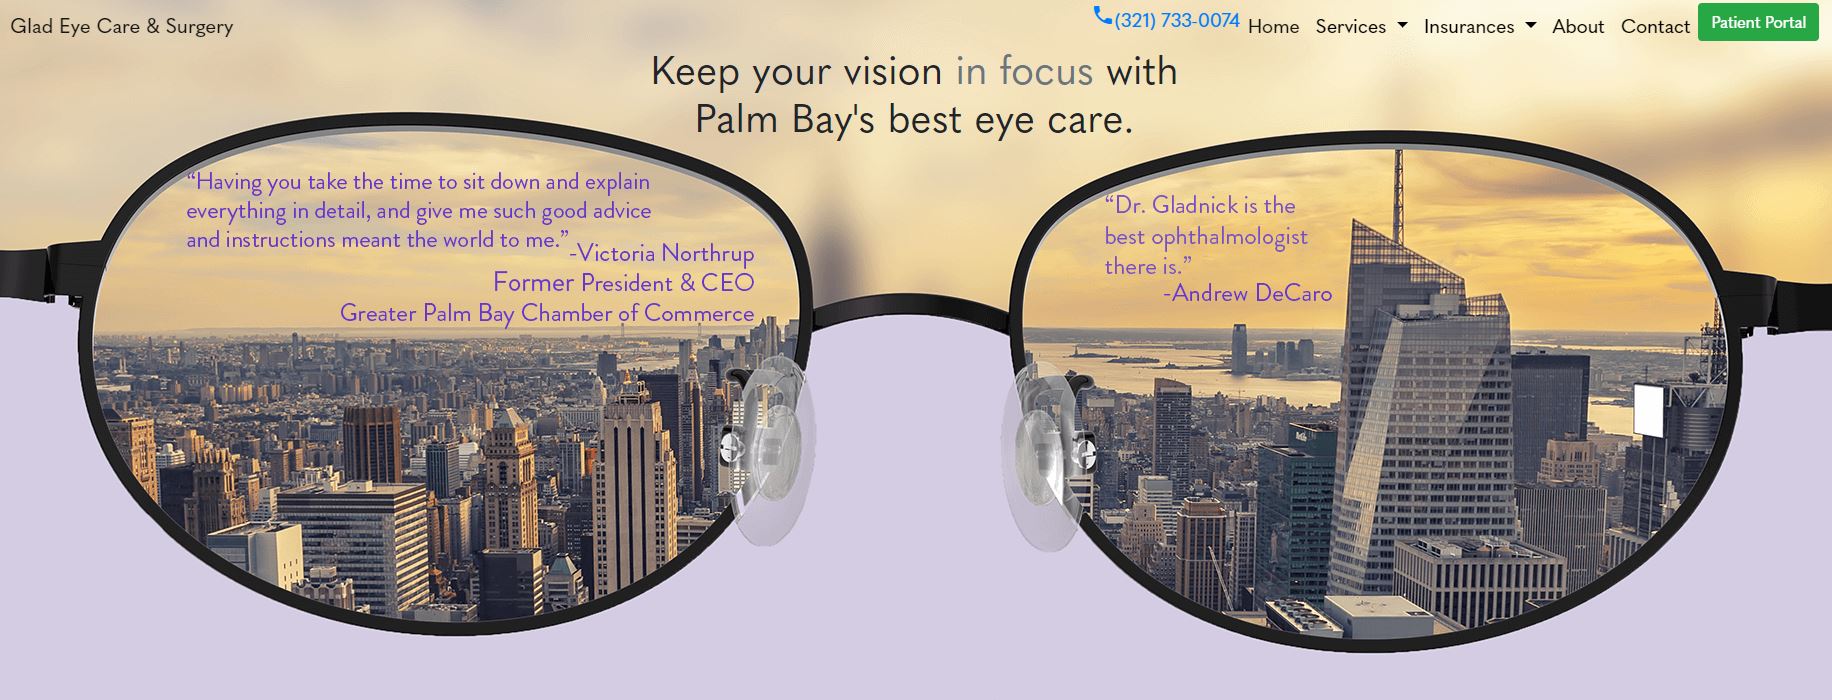 Glad Eye Care & Surgery
(321) 733-0074 Home Services Insurances About Contact Patient Portal
Keep your vision in focus with
Palm Bay's best eye care.
“Having you take the time to sit down and explain
everything in detail, and give me such good advice
and instructions meant the world to me.”
-Victoria Northrup
Former President & CEO
Greater Palm Bay Chamber of Commerce
“Dr. Gladnick is the
best ophthalmologist
there is.”
-Andrew DeCaro